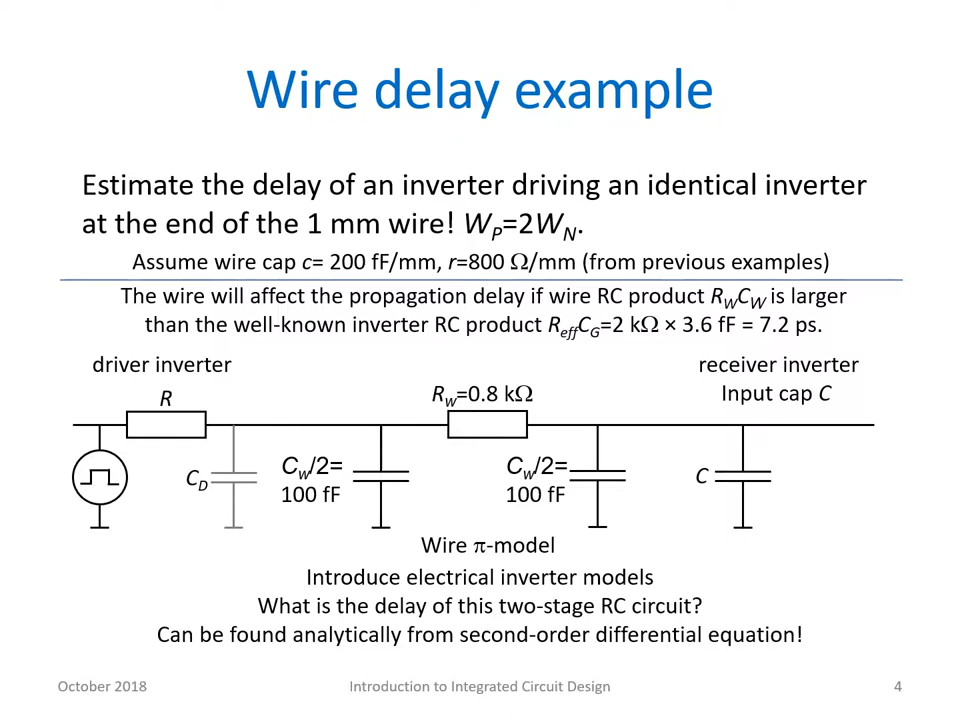 Wire delay example
Estimate the delay of an inverter driving an identical inverter
at the end of the 1 mm wire! W_P=2W_N.
Assume wire cap c= 200 fF/mm, r=800 Ω/mm (from previous examples)
The wire will affect the propagation delay if wire RC product R_WC_W is larger
than the well-known inverter RC product R_effC_G=2 kΩ × 3.6 fF = 7.2 ps.
driver inverter
receiver inverter
R
R_w=0.8 kΩ
Input cap C
C_D
C_w/2=
100 fF
C_w/2=
100 fF
C
Wire π-model
Introduce electrical inverter models
What is the delay of this two-stage RC circuit?
Can be found analytically from second-order differential equation!
October 2018
Introduction to Integrated Circuit Design
4